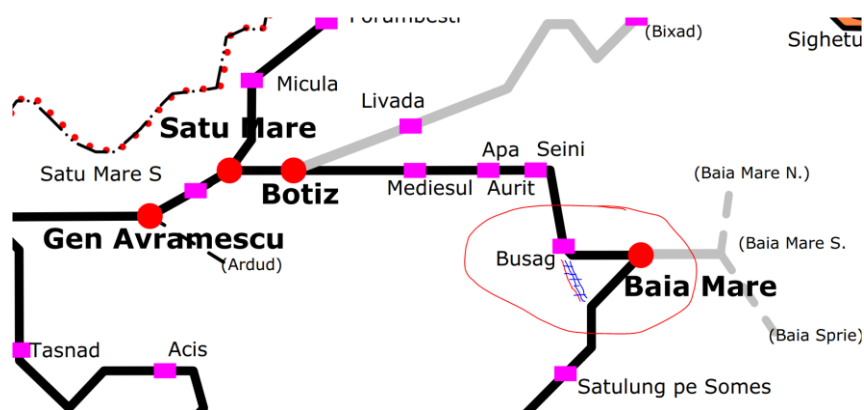 (Bixad)
Sighetu
Micula
Livada
Satu Mare
Satu Mare S
Apa
Seini
Botiz
Mediesul
Aurit
(Baia Mare N.)
Gen Avramescu
(Ardud)
Busag
(Baia Mare S.
Baia Mare
(Baia Sprie)
Tasnad
Acis
Satulung pe Somes